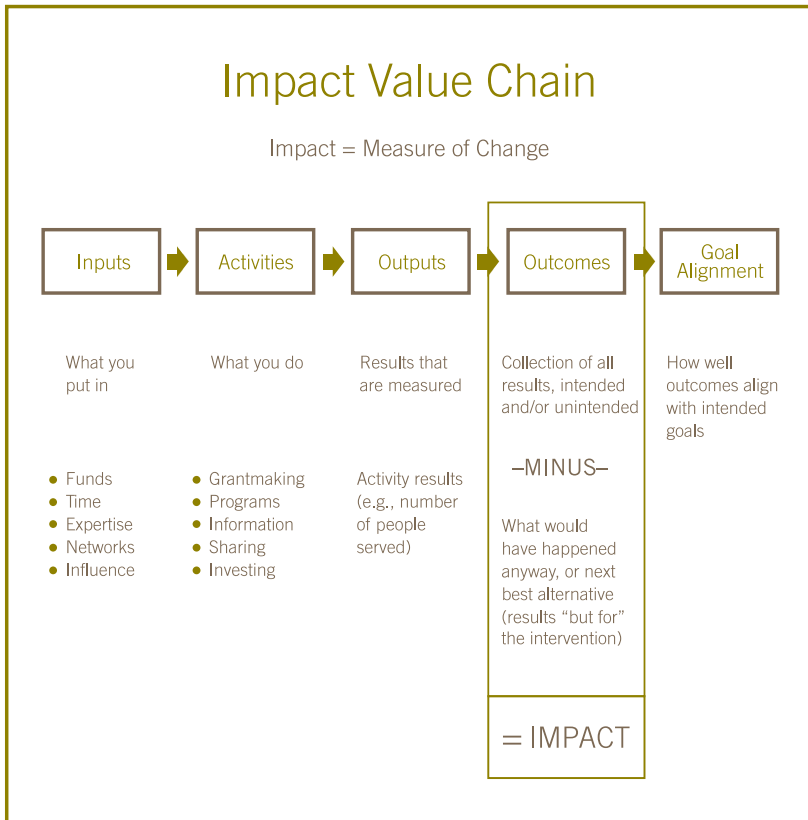 Impact Value Chain
Impact = Measure of Change
Inputs
Activities
Outputs
Outcomes
Goal
Alignment
What you
put in
What you do
Results that
are measured
Collection of all
results, intended
and/or unintended
How well
outcomes align
with intended
goals
–MINUS–
• Funds
• Time
• Expertise
• Networks
• Influence
• Grantmaking
• Programs
• Information
• Sharing
• Investing
Activity results
(e.g., number
of people
served)
What would
have happened
anyway, or next
best alternative
(results “but for”
the intervention)
= IMPACT